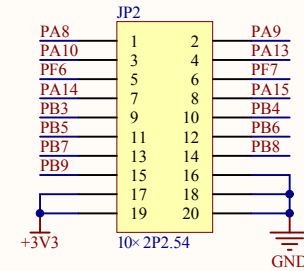 JP2
PA8 1 2 PA9
PA10 3 4 PA13
PF6 5 6 PF7
PA14 7 8 PA15
PB3 9 10 PB4
PB5 11 12 PB6
PB7 13 14 PB8
PB9 15 16
17 18
19 20
+3V3 10×2P2.54
GND